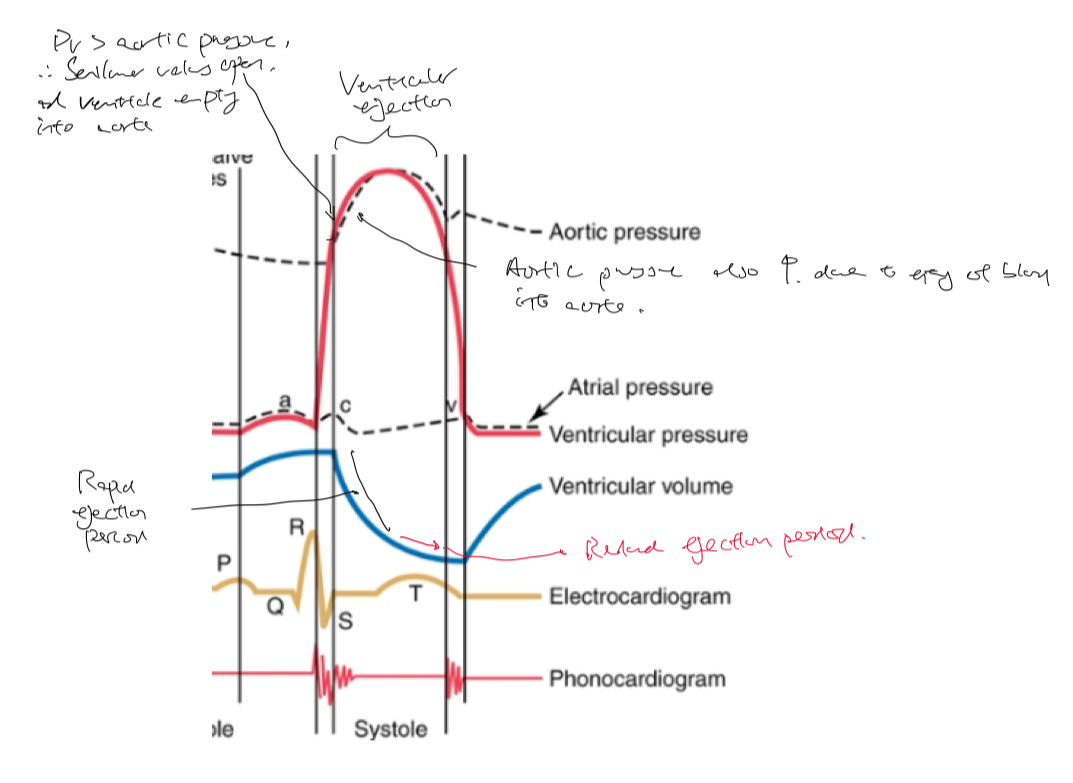 Pv > aortic pressure,
∴ Semilunar valves open.
and ventricle empty
into aorta
Ventricular
ejection
alve
es
Aortic pressure
Aortic pressure also ↑. due to of blood
into aorta.
Atrial pressure
a
c
v
Ventricular pressure
Rapid
ejection
period
Ventricular volume
R
ejection period.
P
Q
S
T
Electrocardiogram
Phonocardiogram
ole
Systole